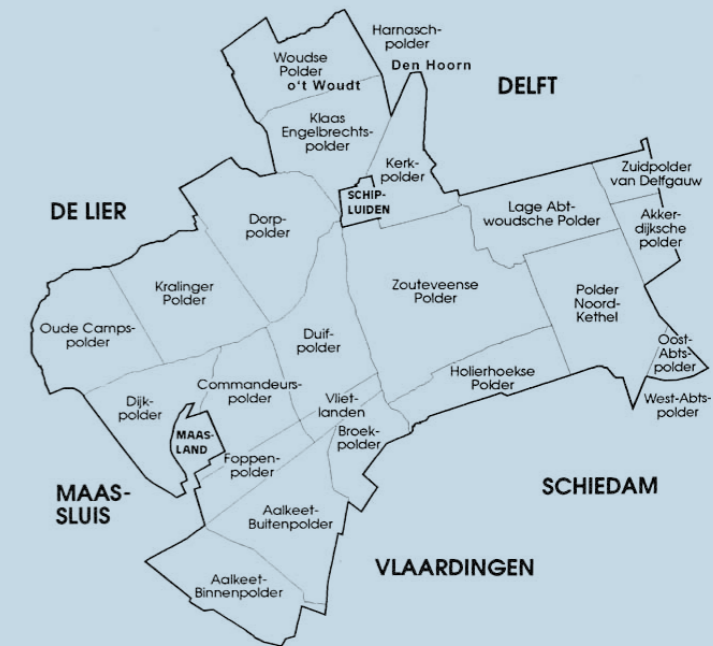 Harnasch-
polder
Woudse
Polder
o't Woudt
Den Hoorn
DELFT
Klaas
Engelbrechts-
polder
Kerk-
polder
Zuidpolder
van Delfgauw
SCHIP-
LUIDEN
DE LIER
Dorp-
polder
Lage Abt-
woudsche Polder
Akker-
dijksche
polder
Kralinger
Polder
Zouteveense
Polder
Polder
Noord-
Kethel
Oude Camps-
polder
Duif-
polder
Oost-
Abts-
polder
Commandeurs-
polder
Holierhoekse
Polder
Dijk-
polder
Vliet-
landen
West-Abts-
polder
MAAS-
LAND
Broek-
polder
Foppen-
polder
MAAS-
SLUIS
SCHIEDAM
Aalkeet-
Buitenpolder
VLAARDINGEN
Aalkeet-
Binnenpolder